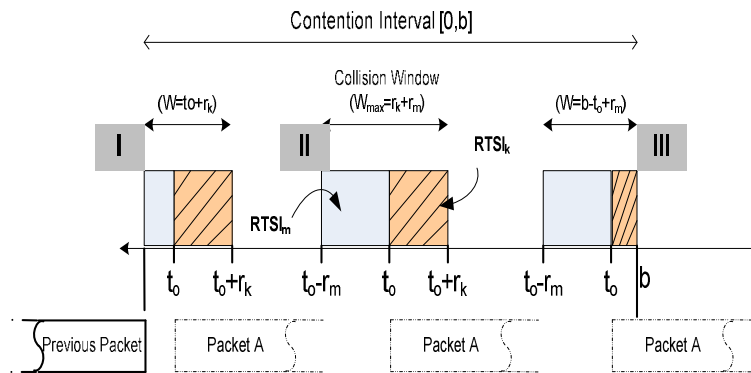 Contention Interval [0,b]
Collision Window
(W=to+rk)
(Wmax=rk+rm)
(W=b-to+rm)
I
II
III
RTSIk
RTSIm
to
to+rk
to-rm
to
to+rk
to-rm
to
b
Previous Packet
Packet A
Packet A
Packet A